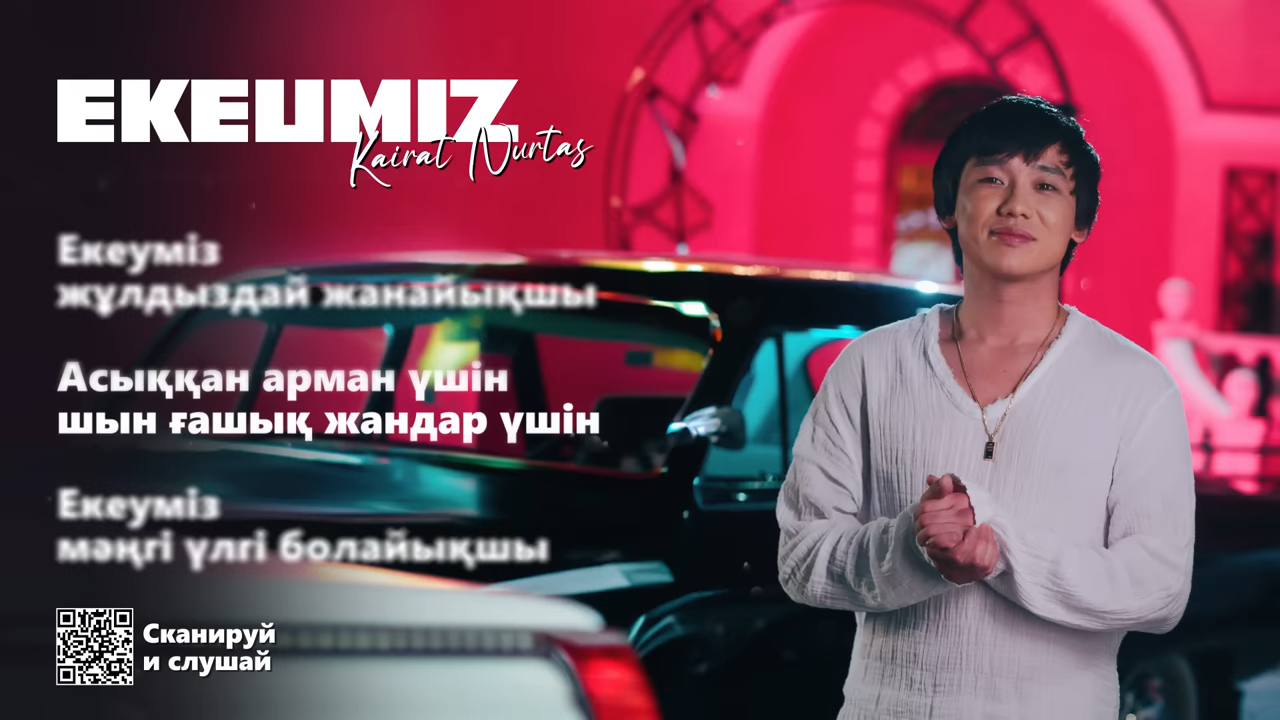 EKEUMIZ
Kairat Nurtas
Екеуміз
жұлдыздай жанайықшы
Асыққан арман үшін
шын ғашық жандар үшін
Екеуміз
мәңгі үлгі болайықшы
Сканируй
и слушай